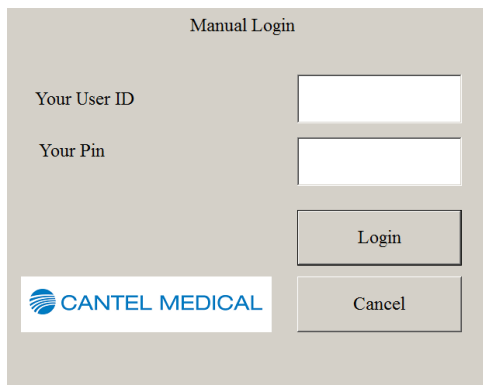 Manual Login
Your User ID
Your Pin
Login
CANTEL MEDICAL
Cancel